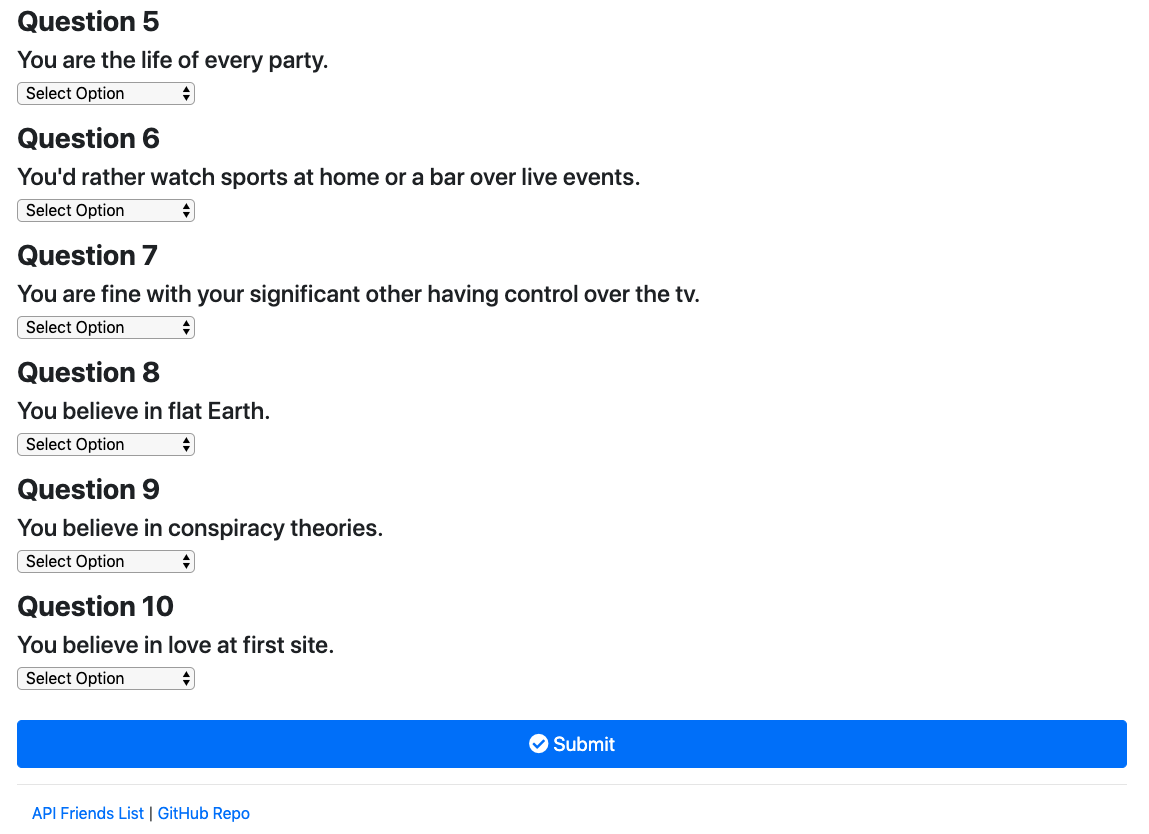 Question 5
You are the life of every party.
Select Option
Question 6
You'd rather watch sports at home or a bar over live events.
Select Option
Question 7
You are fine with your significant other having control over the tv.
Select Option
Question 8
You believe in flat Earth.
Select Option
Question 9
You believe in conspiracy theories.
Select Option
Question 10
You believe in love at first site.
Select Option
Submit
API Friends List | GitHub Repo